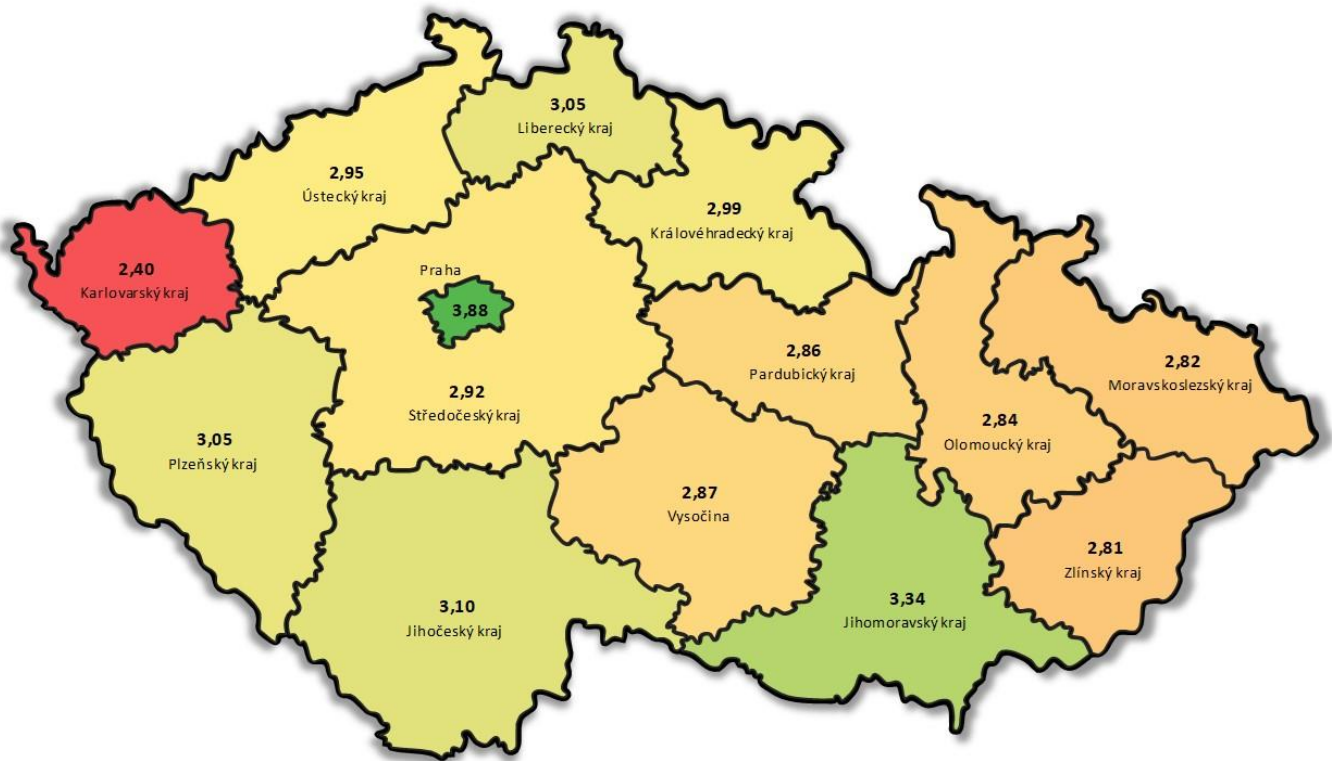 3,05
Liberecký kraj
2,95
Ústecký kraj
2,99
Královéhradecký kraj
2,40
Karlovarský kraj
Praha
3,88
2,86
Pardubický kraj
2,82
Moravskoslezský kraj
2,92
Středočeský kraj
2,84
Olomoucký kraj
3,05
Plzeňský kraj
2,87
Vysočina
2,81
Zlínský kraj
3,10
Jihočeský kraj
3,34
Jihomoravský kraj